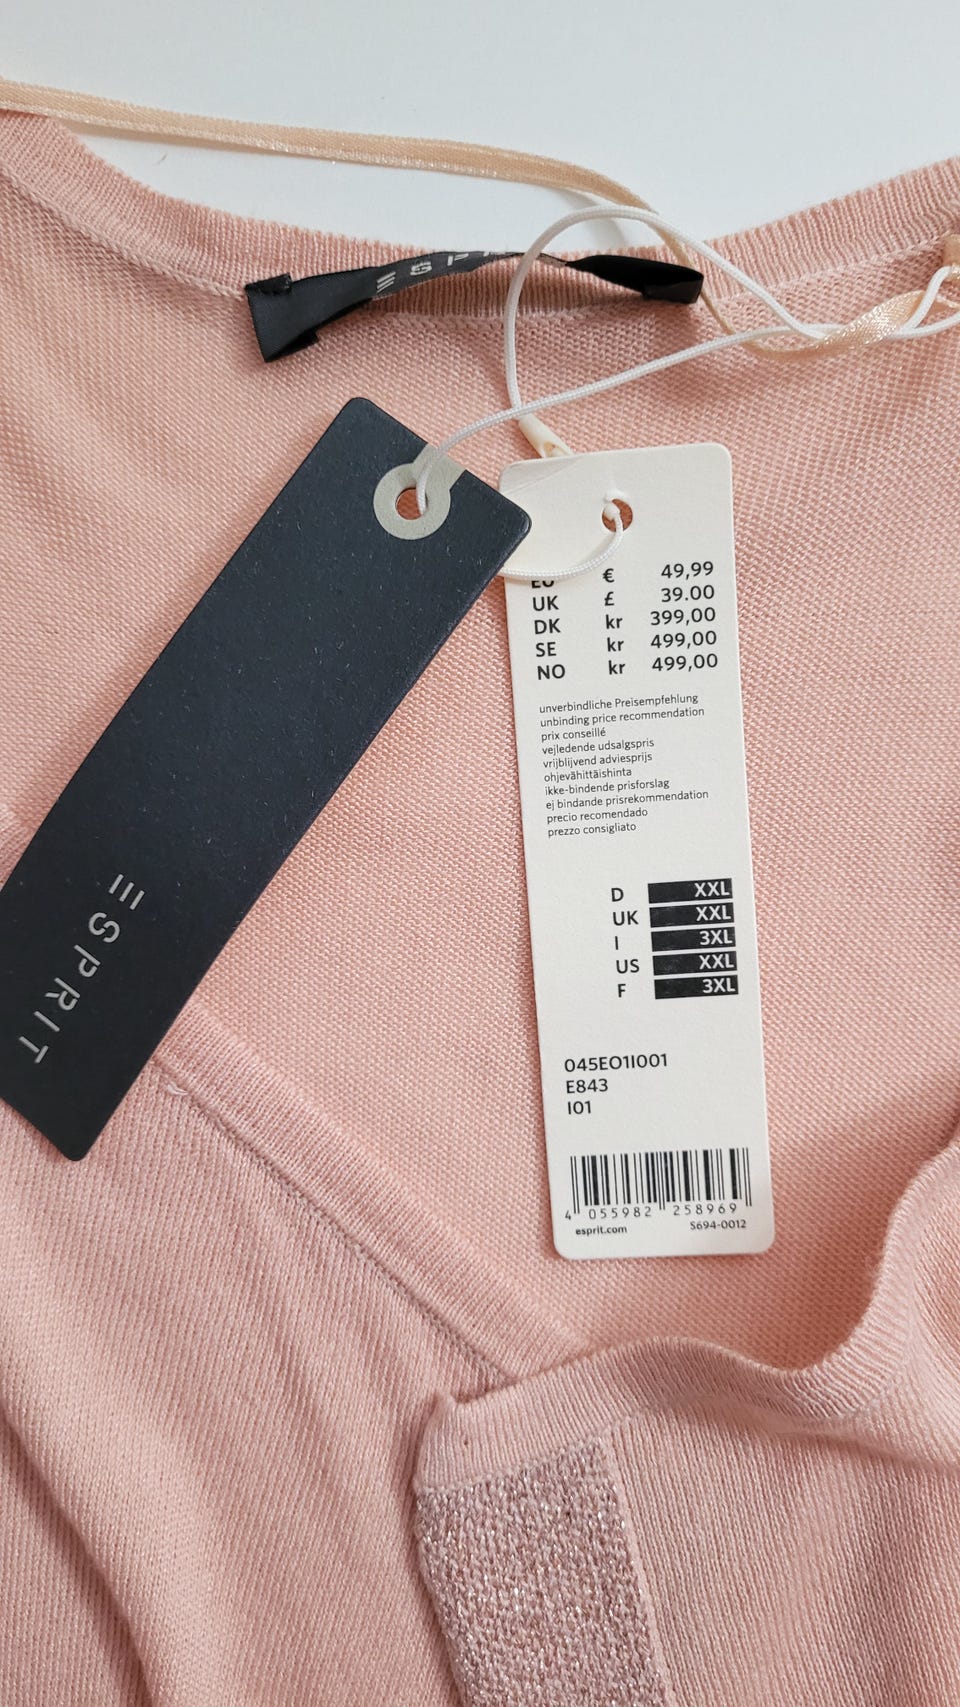 ESPR
ESPRIT
EU € 49,99
UK £ 39.00
DK kr 399,00
SE kr 499,00
NO kr 499,00
unverbindliche Preisempfehlung
unbinding price recommendation
prix conseillé
vejledende udsalgspris
vrijblijvend adviesprijs
ohjevähittäishinta
ikke-bindende prisforslag
ej bindande prisrekommendation
precio recomendado
prezzo consigliato
D XXL
UK XXL
I 3XL
US XXL
F 3XL
045EO1I001
E843
I01
4 055982 258969
esprit.com S694-0012